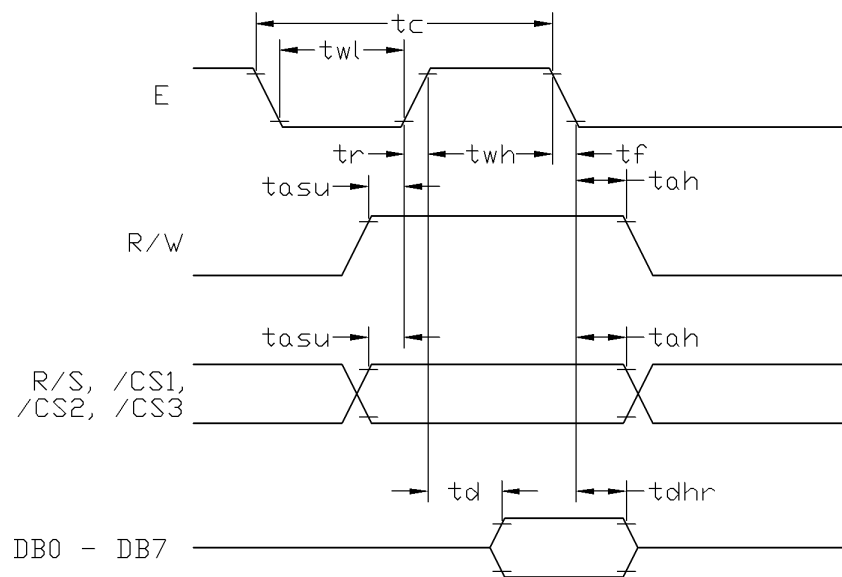 tc
twl
E
tr
twh
tf
tasu
tah
R/W
tasu
tah
R/S, /CS1,
/CS2, /CS3
td
tdhr
DB0 - DB7